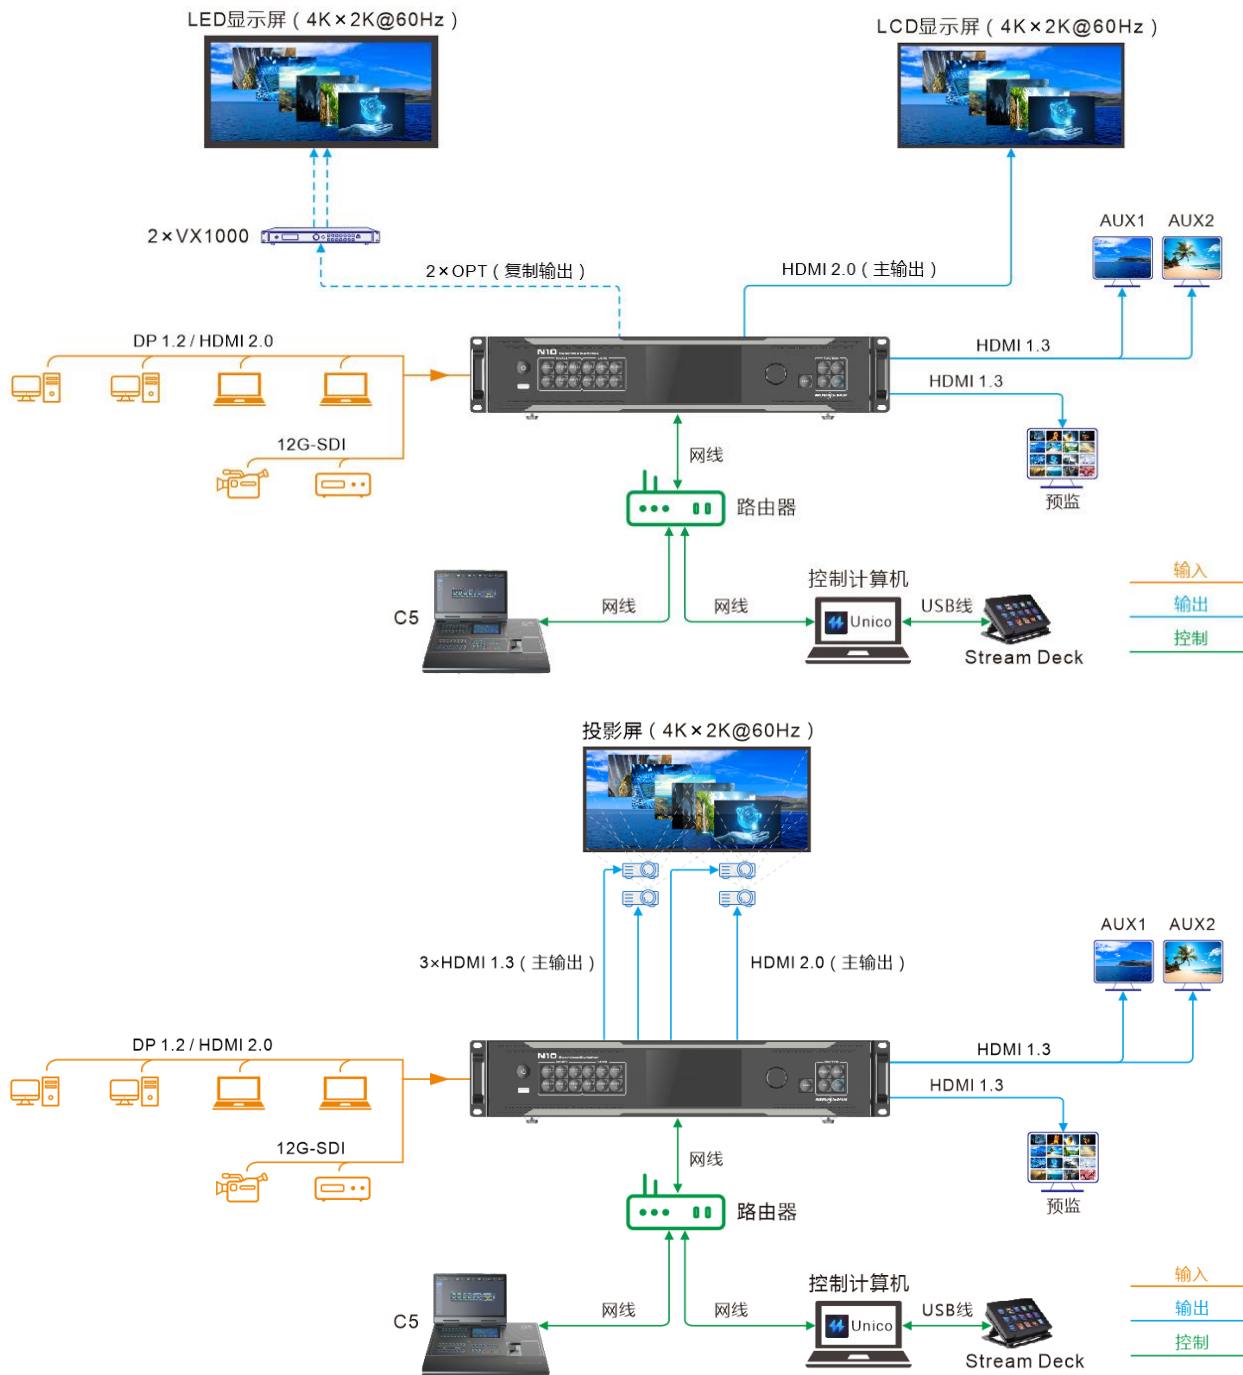 LED显示屏（4K×2K@60Hz）
LCD显示屏（4K×2K@60Hz）
2×VX1000
2×OPT（复制输出）
HDMI 2.0（主输出）
AUX1
AUX2
DP 1.2 / HDMI 2.0
HDMI 1.3
HDMI 1.3
N10
12G-SDI
网线
预监
路由器
控制计算机
C5
网线
网线
USB线
Unico
Stream Deck
输入
输出
控制
投影屏（4K×2K@60Hz）
3×HDMI 1.3（主输出）
HDMI 2.0（主输出）
AUX1
AUX2
DP 1.2 / HDMI 2.0
HDMI 1.3
HDMI 1.3
N10
12G-SDI
网线
预监
路由器
控制计算机
C5
网线
网线
USB线
Unico
Stream Deck
输入
输出
控制